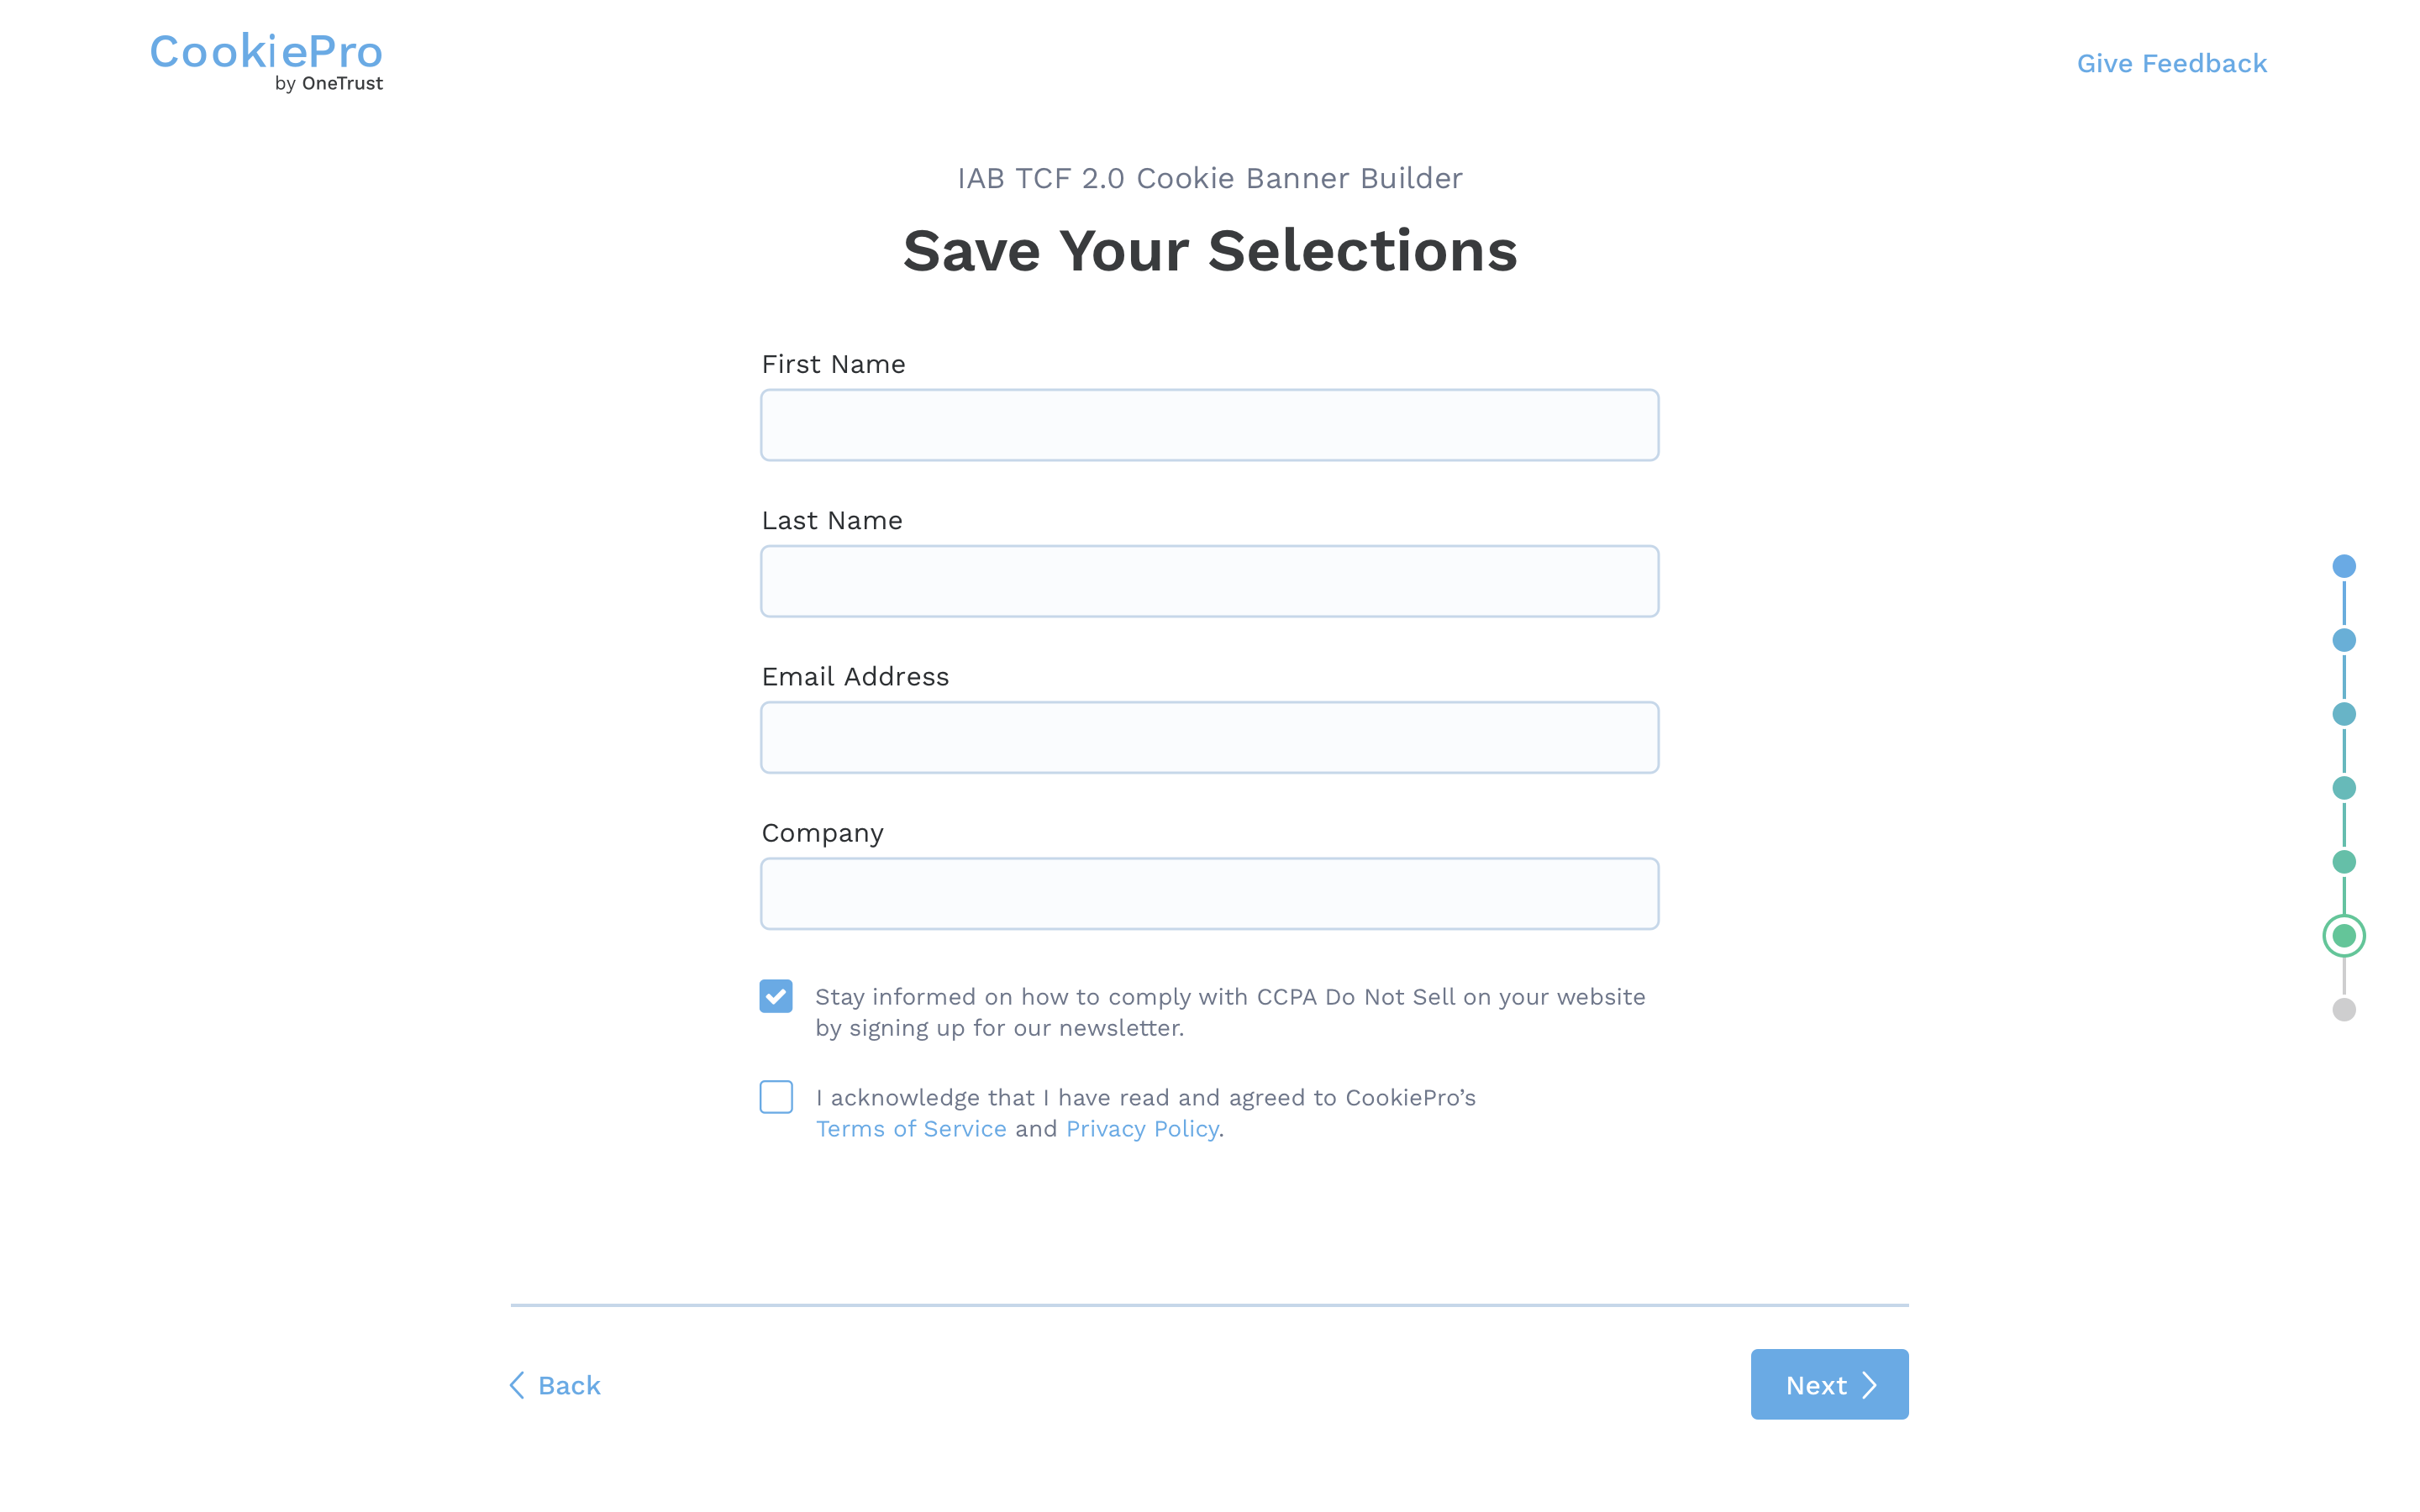 CookiePro
by OneTrust
Give Feedback
IAB TCF 2.0 Cookie Banner Builder
Save Your Selections
First Name
Last Name
Email Address
Company
Stay informed on how to comply with CCPA Do Not Sell on your website
by signing up for our newsletter.
I acknowledge that I have read and agreed to CookiePro’s
Terms of Service and Privacy Policy.
Back
Next